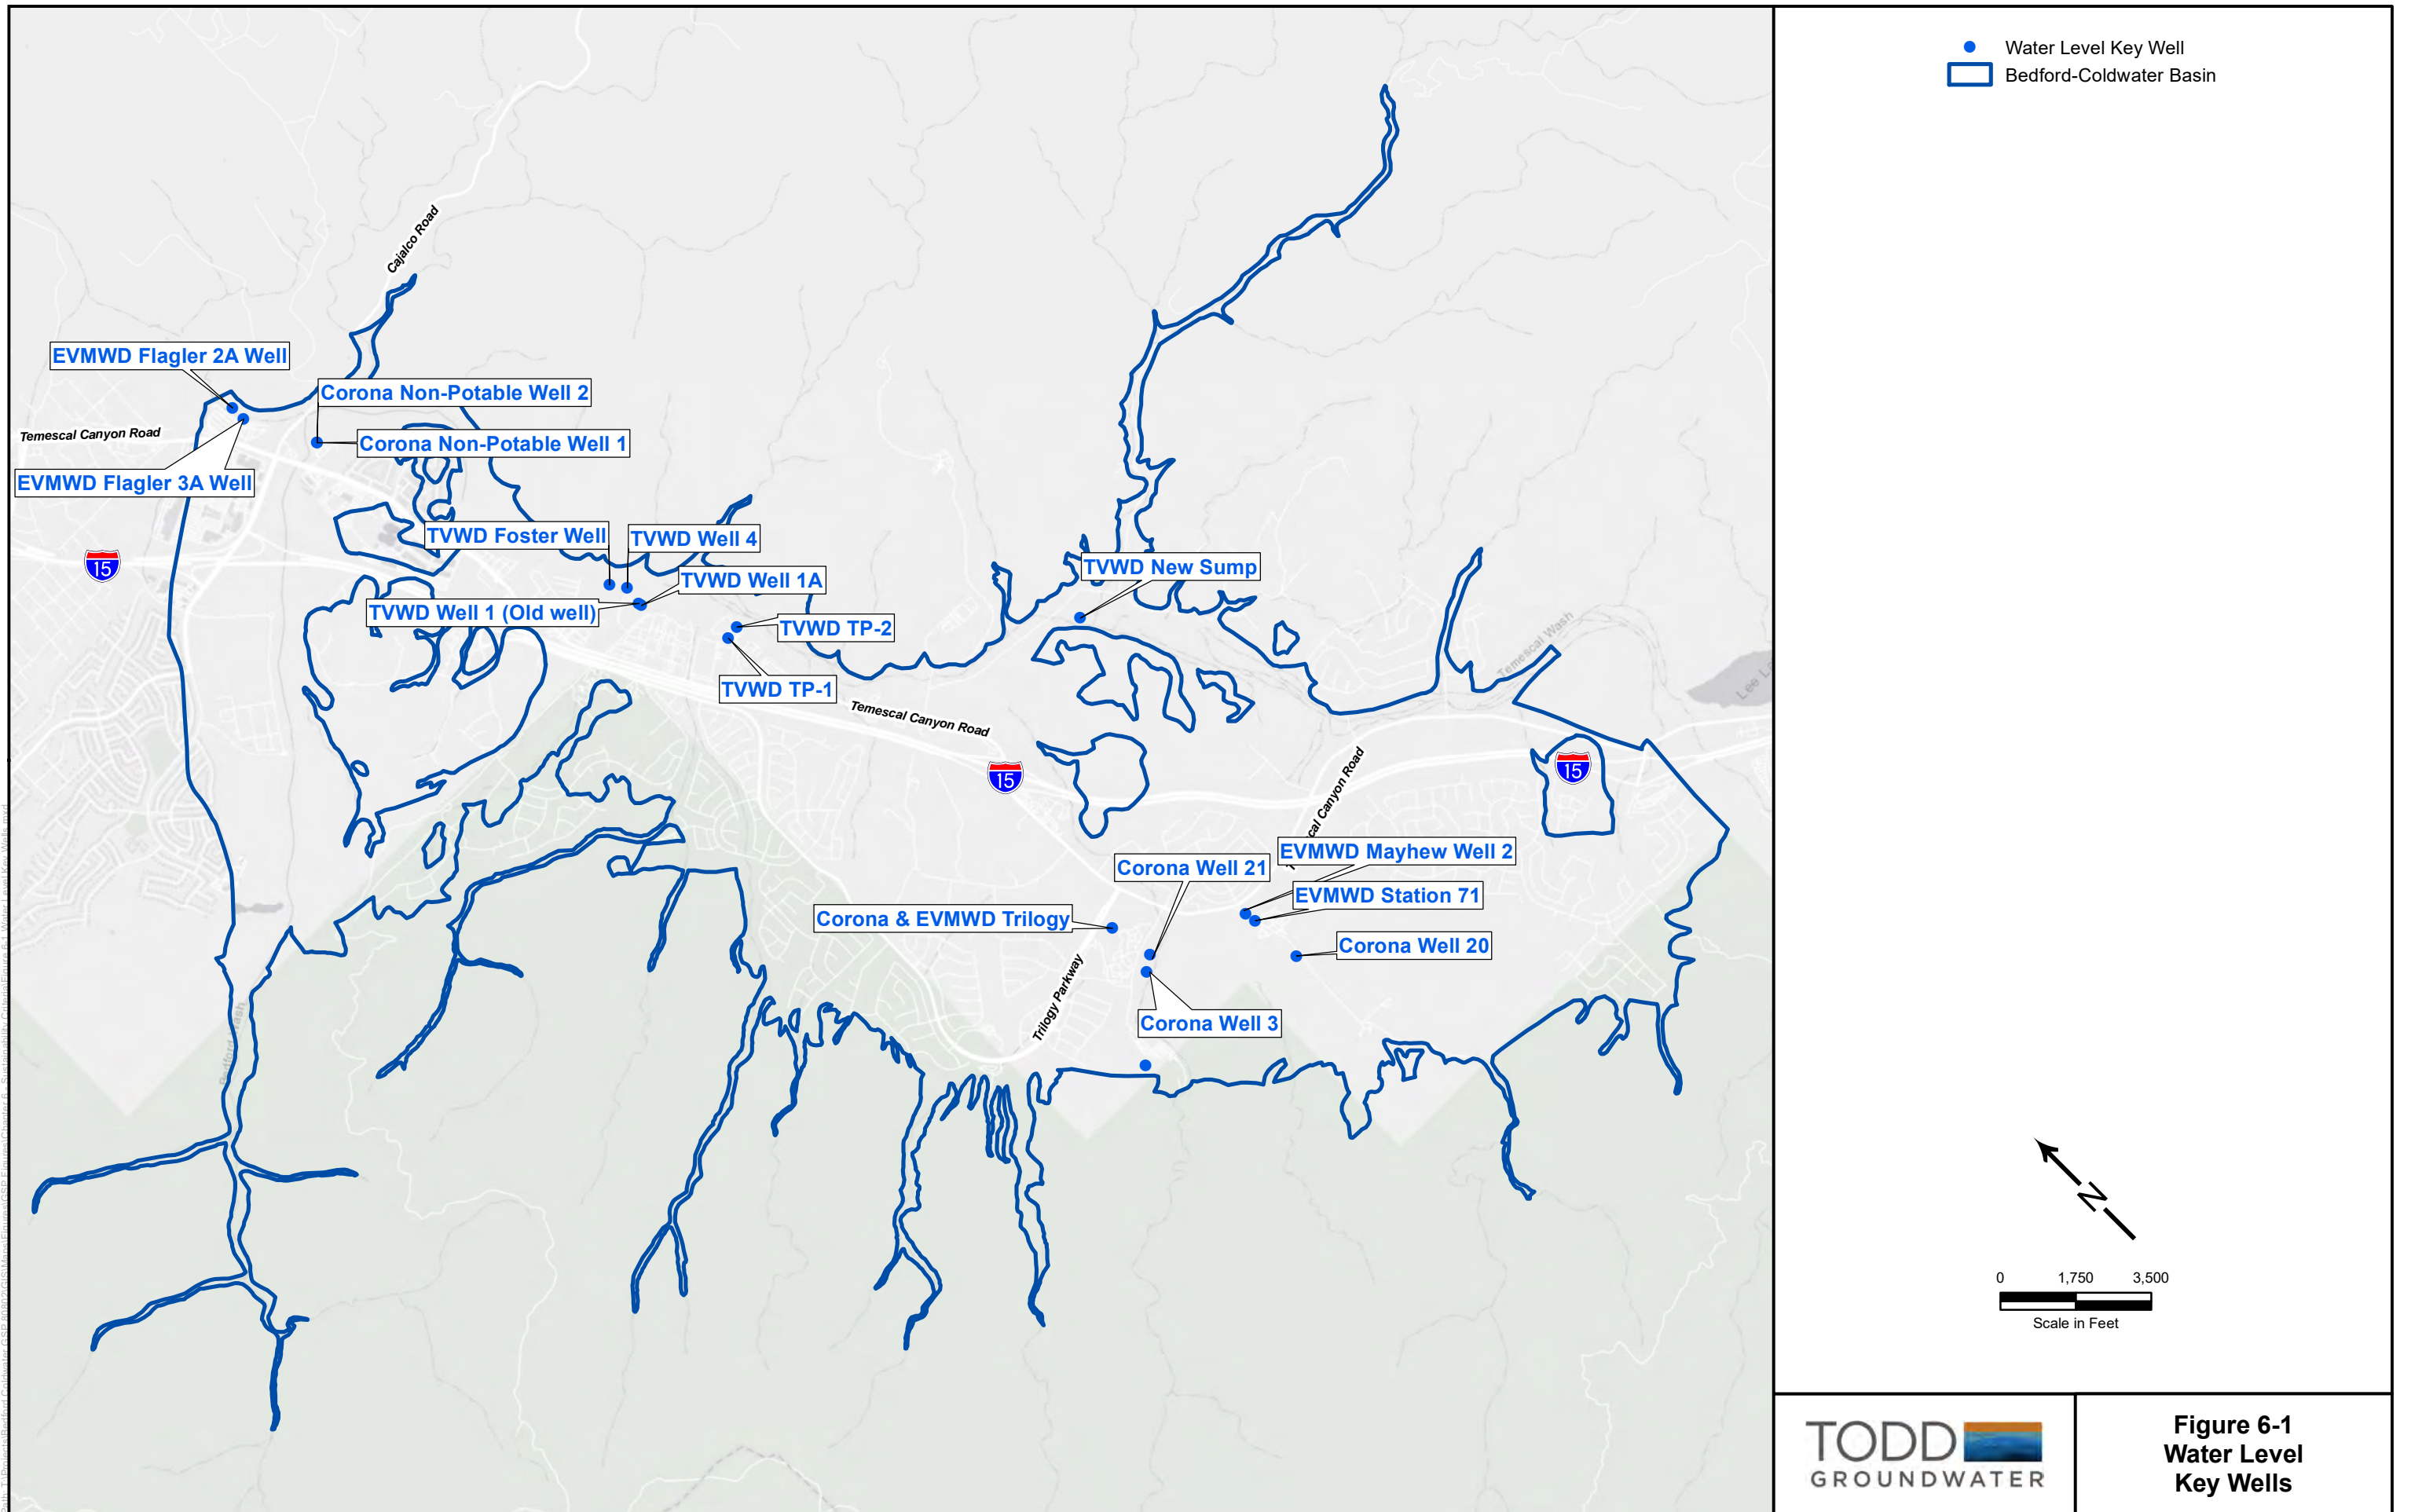 Water Level Key Well
Bedford-Coldwater Basin
Cajalco Road
EVMWD Flagler 2A Well
Corona Non-Potable Well 2
Temescal Canyon Road
Corona Non-Potable Well 1
EVMWD Flagler 3A Well
15
TVWD Foster Well
TVWD Well 4
TVWD Well 1A
TVWD Well 1 (Old well)
TVWD New Sump
TVWD TP-2
TVWD TP-1
Temescal Wash
Temescal Canyon Road
15
15
cal Canyon Road
EVMWD Mayhew Well 2
Corona Well 21
EVMWD Station 71
Corona & EVMWD Trilogy
Corona Well 20
Trilogy Parkway
Corona Well 3
N
0 1,750 3,500
Scale in Feet
TODD
GROUNDWATER
Figure 6-1
Water Level
Key Wells